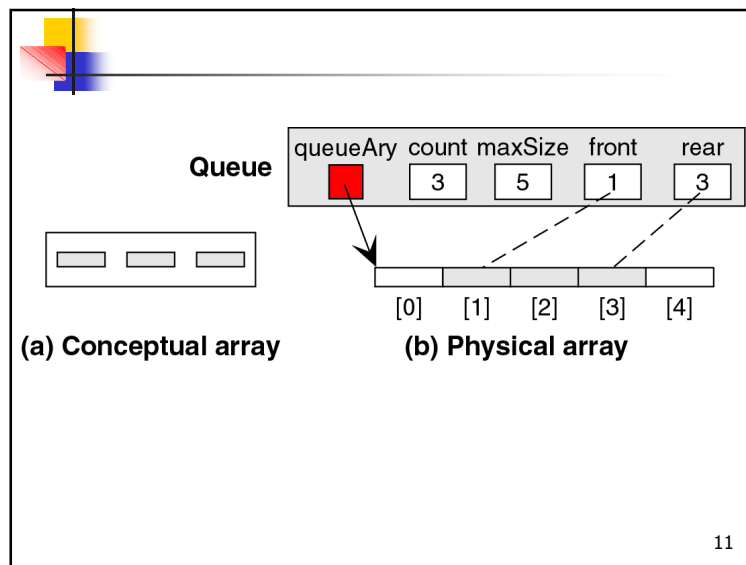 queueAry count maxSize front rear
Queue
3 5 1 3
[0] [1] [2] [3] [4]
(a) Conceptual array (b) Physical array
11